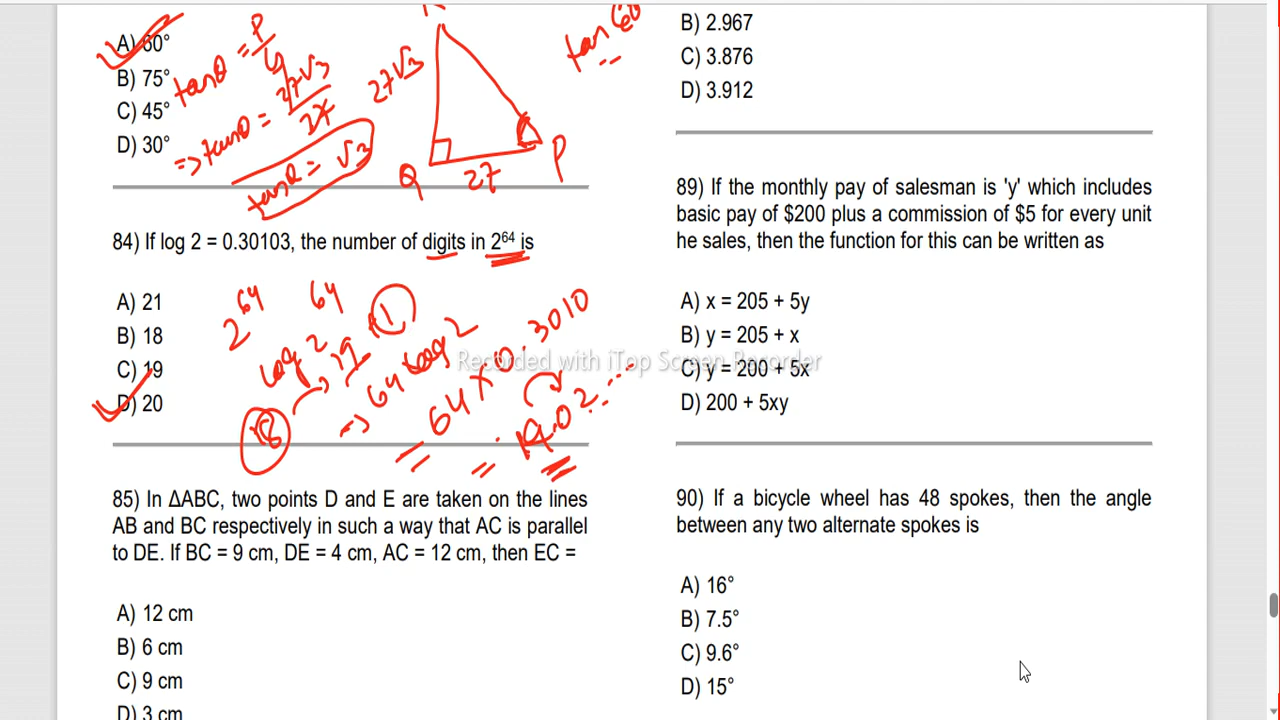 A) 60°
B) 75°
C) 45°
D) 30°
tanθ = P/
⇒ tanθ = 27√3/27
tanθ = √3
27√3
Q 27 P
tan 60
84) If log 2 = 0.30103, the number of digits in 2⁶⁴ is
A) 21
B) 18
C) 19
D) 20
2⁶⁴
log 2⁶⁴
19 + 1
⇒ 64 log 2
64 × 0.3010
18
85) In ΔABC, two points D and E are taken on the lines
AB and BC respectively in such a way that AC is parallel
to DE. If BC = 9 cm, DE = 4 cm, AC = 12 cm, then EC =
A) 12 cm
B) 6 cm
C) 9 cm
D) 3 cm
B) 2.967
C) 3.876
D) 3.912
89) If the monthly pay of salesman is 'y' which includes
basic pay of $200 plus a commission of $5 for every unit
he sales, then the function for this can be written as
A) x = 205 + 5y
B) y = 205 + x
Recorded with iTop Screen Recorder
C) y = 200 + 5x
D) 200 + 5xy
90) If a bicycle wheel has 48 spokes, then the angle
between any two alternate spokes is
A) 16°
B) 7.5°
C) 9.6°
D) 15°